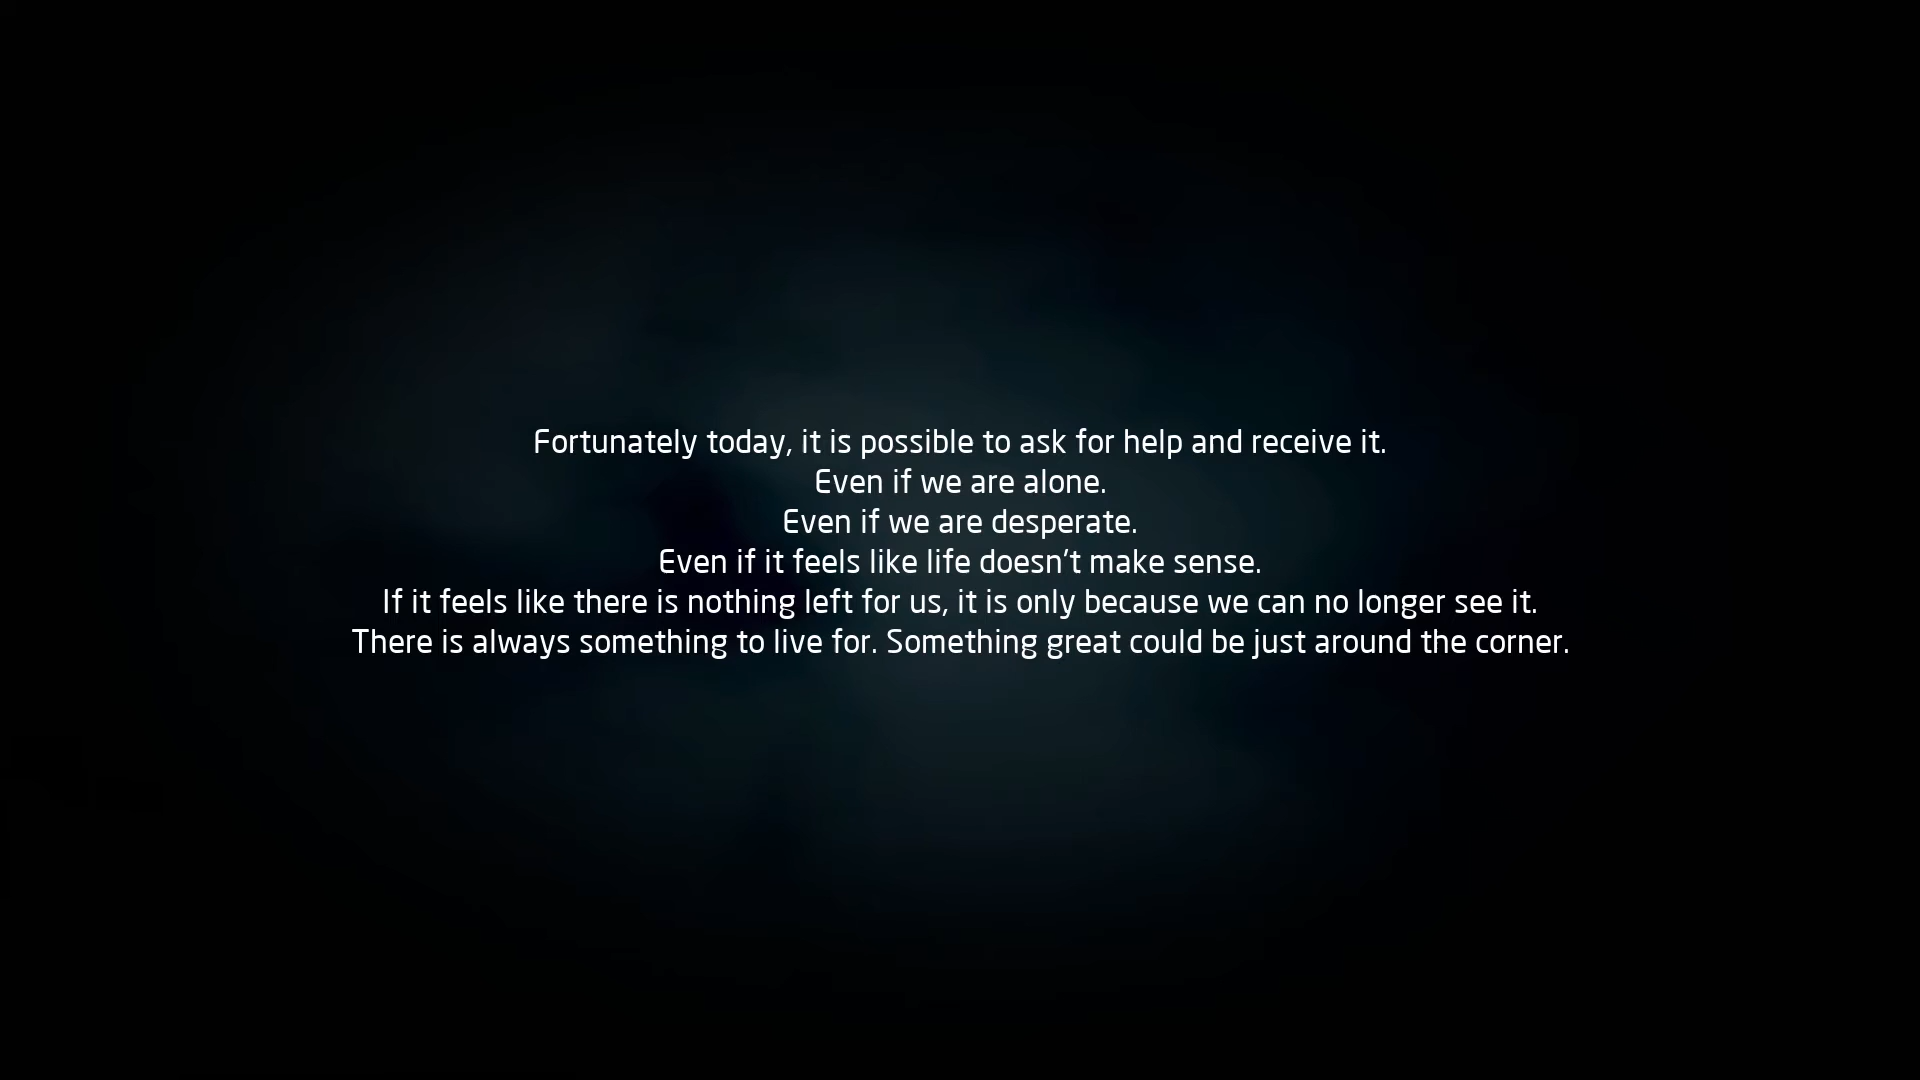 Fortunately today, it is possible to ask for help and receive it.
Even if we are alone.
Even if we are desperate.
Even if it feels like life doesn't make sense.
If it feels like there is nothing left for us, it is only because we can no longer see it.
There is always something to live for. Something great could be just around the corner.